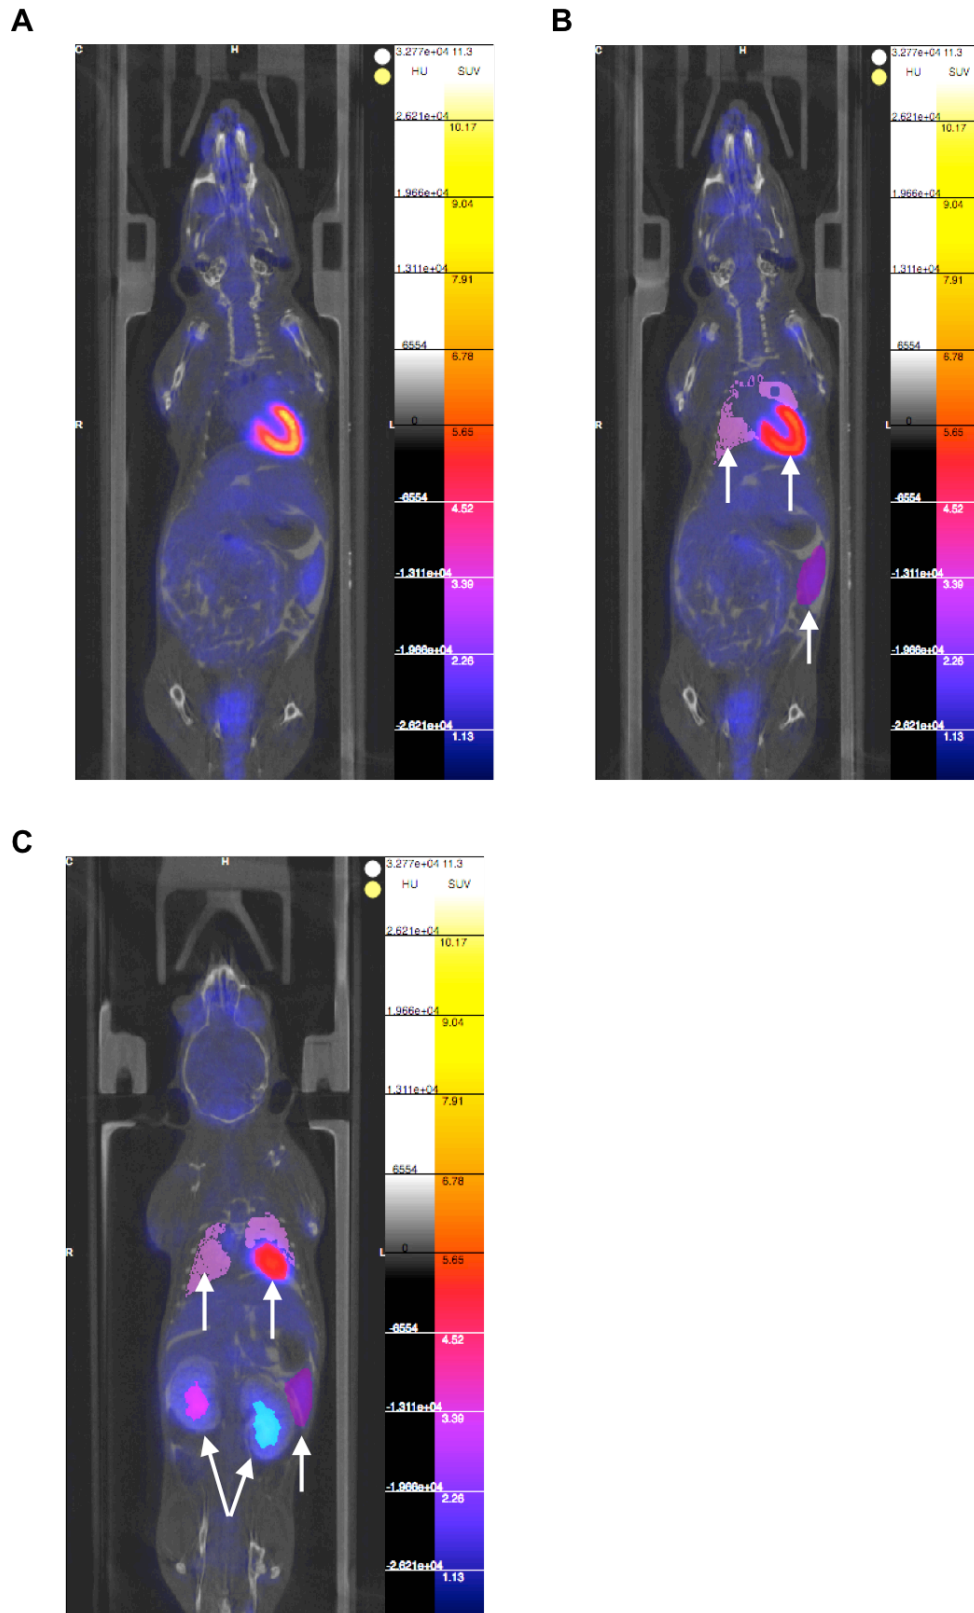 A
C H 3.277e+04 11.3
HU SUV
2.621e+04 10.17
1.966e+04 9.04
1.311e+04 7.91
6554 6.78
R L 0 5.65
-6554 4.52
-1.311e+04 3.39
-1.966e+04 2.26
-2.621e+04 1.13
B
C H 3.277e+04 11.3
HU SUV
2.621e+04 10.17
1.966e+04 9.04
1.311e+04 7.91
6554 6.78
R L 0 5.65
-6554 4.52
-1.311e+04 3.39
-1.966e+04 2.26
-2.621e+04 1.13
C
C H 3.277e+04 11.3
HU SUV
2.621e+04 10.17
1.966e+04 9.04
1.311e+04 7.91
6554 6.78
R L 0 5.65
-6554 4.52
-1.311e+04 3.39
-1.966e+04 2.26
-2.621e+04 1.13